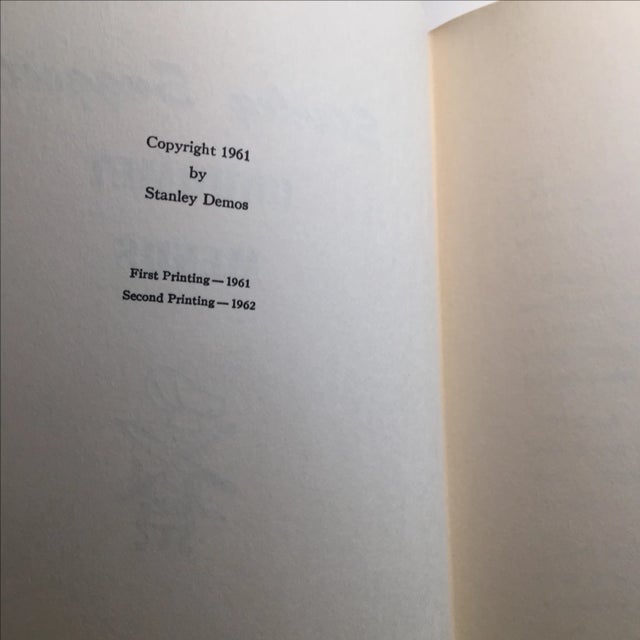 Copyright 1961
by
Stanley Demos
First Printing—1961
Second Printing—1962